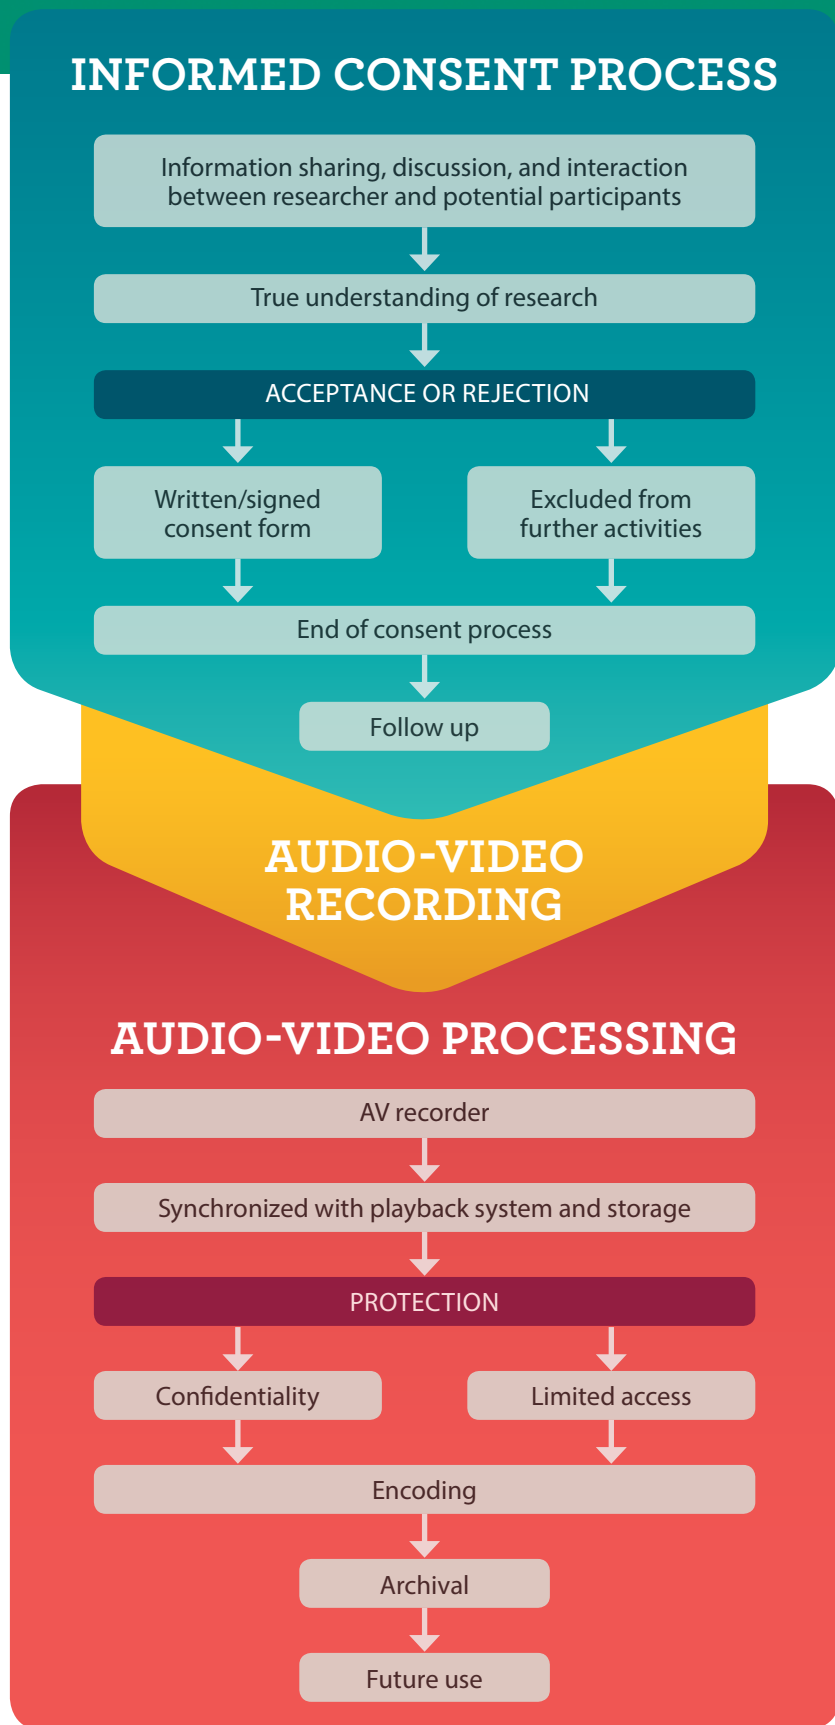 INFORMED CONSENT PROCESS
Information sharing, discussion, and interaction
between researcher and potential participants
True understanding of research
ACCEPTANCE OR REJECTION
Written/signed
consent form
Excluded from
further activities
End of consent process
Follow up
AUDIO-VIDEO
RECORDING
AUDIO-VIDEO PROCESSING
AV recorder
Synchronized with playback system and storage
PROTECTION
Confidentiality
Limited access
Encoding
Archival
Future use